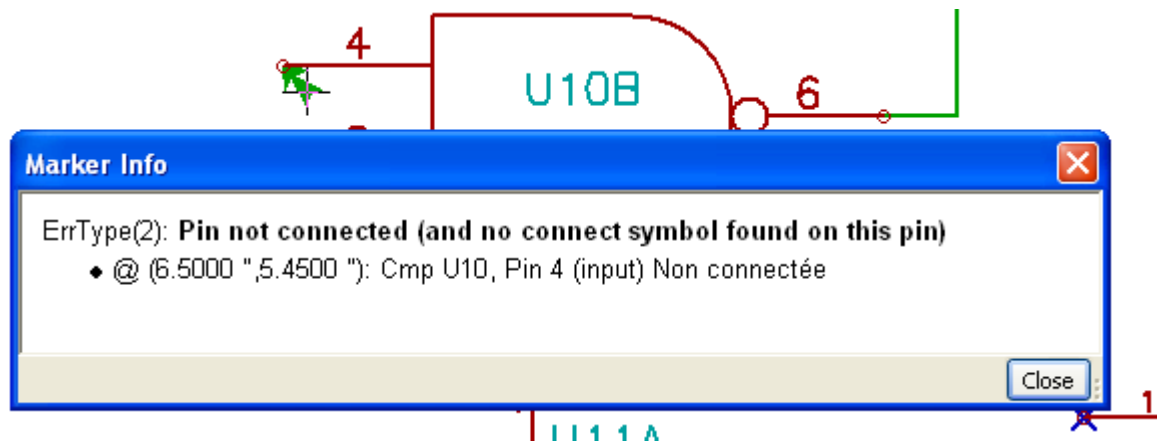 4
U10B
6
Marker Info
ErrType(2): Pin not connected (and no connect symbol found on this pin)
● @ (6.5000 ",5.4500 "): Cmp U10, Pin 4 (input) Non connectée
Close
1
U11A